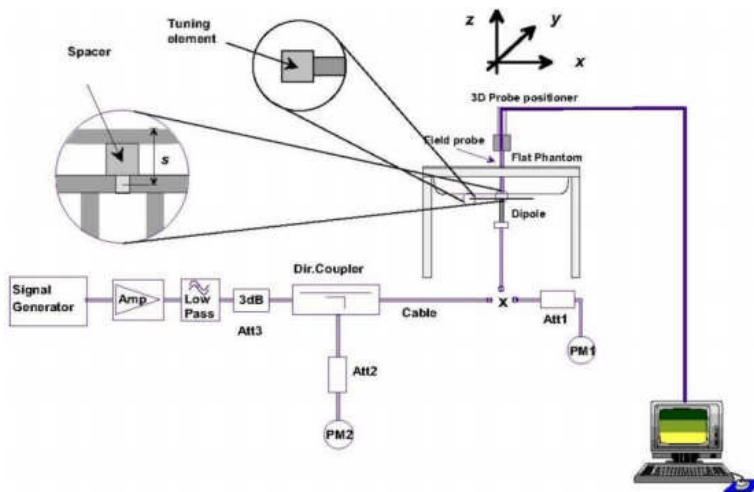 Tuning
element
Spacer
s
z
y
x
3D Probe positioner
Field probe
Flat Phantom
Dipole
Signal
Generator
Amp
Low
Pass
3dB
Att3
Dir.Coupler
Cable
x
Att1
PM1
Att2
PM2